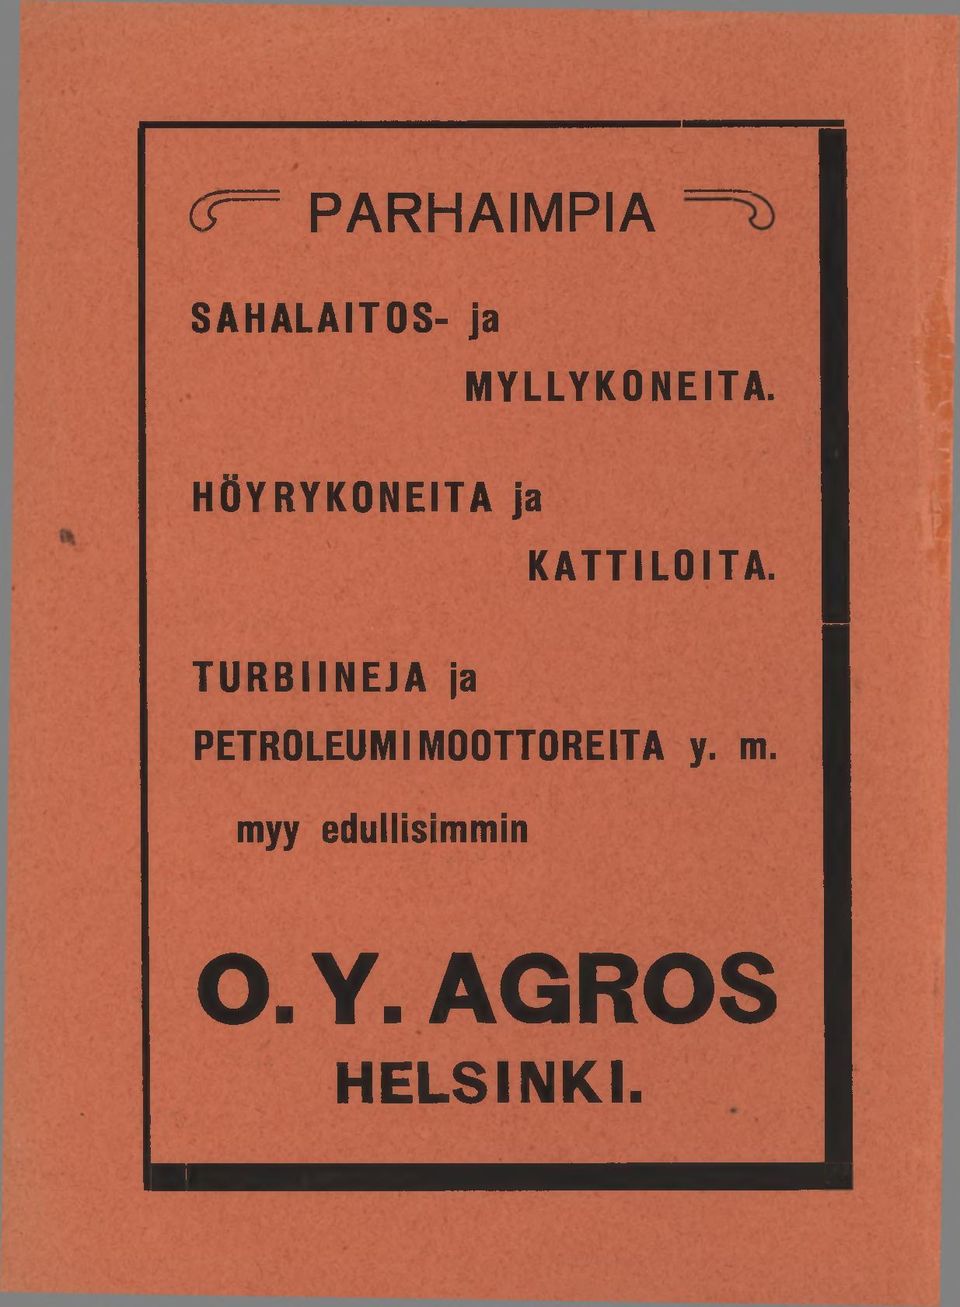 PARHAIMPIA
SAHALAITOS- ja
MYLLYKONEITA.
HÖYRYKONEITA ja
KATTILOITA.
TURBIINEJA ja
PETROLEUMIMOOTTOREITA y. m.
myy edullisimmin
O. Y. AGROS
HELSINKI.